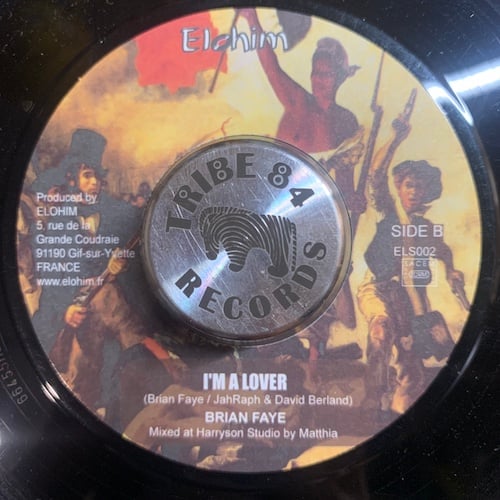 Elohim
TRIBE 84
RECORDS
Produced by
ELOHIM
5, rue de la
Grande Coudraie
91190 Gif-sur-Yvette
FRANCE
www.elohim.fr
SIDE B
ELS002
SACEM
I'M A LOVER
(Brian Faye / JahRaph & David Berland)
BRIAN FAYE
Mixed at Harryson Studio by Matthia